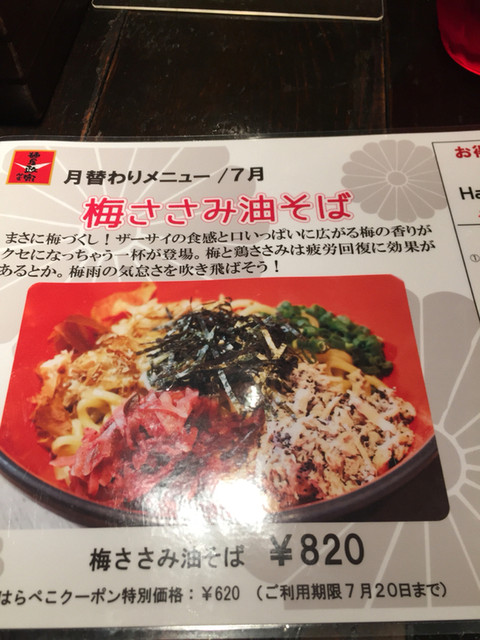 月替わりメニュー/7月
お得
梅ささみ油そば
Ha
まさに梅づくし！ザーサイの食感と口いっぱいに広がる梅の香りが
クセになっちゃう一杯が登場。梅と鶏ささみは疲労回復に効果が
あるとか。梅雨の気怠さを吹き飛ばそう！
①
梅ささみ油そば ￥820
はらぺこクーポン特別価格：￥620 （ご利用期限7月20日まで）